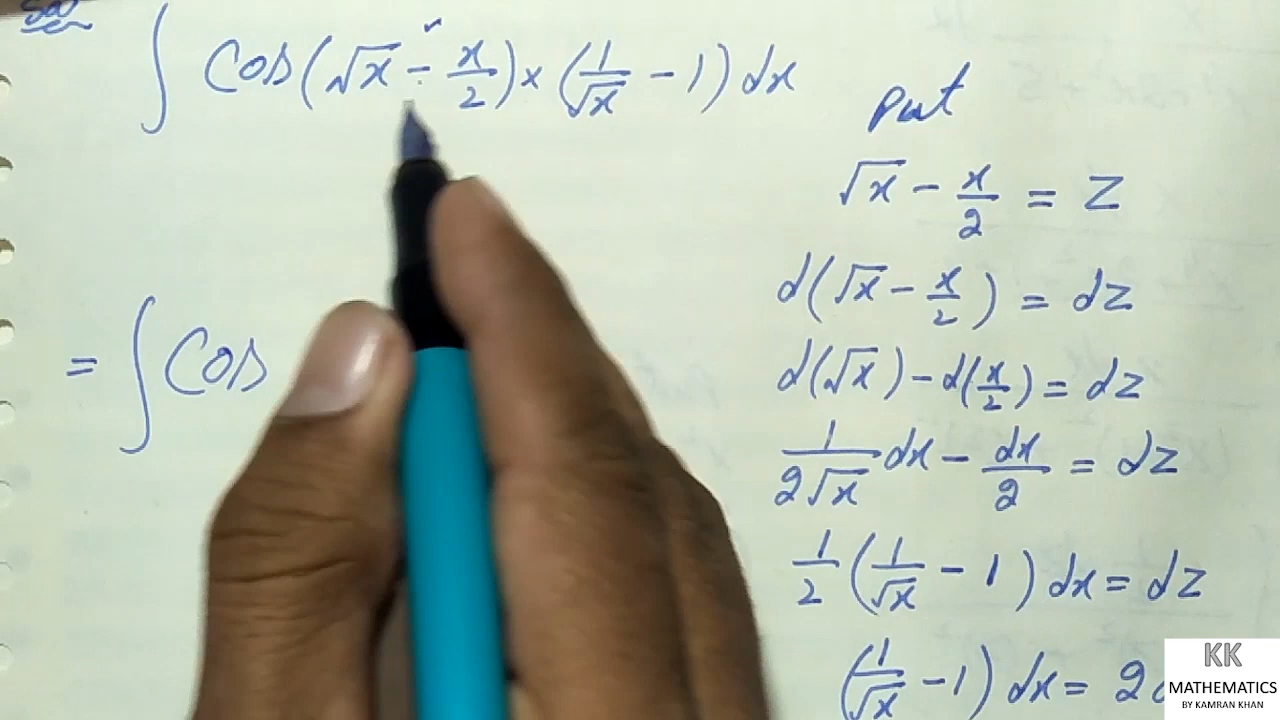 Sol
∫ Cos(√x - x/2) × (1/√x - 1) dx
put
√x - x/2 = Z
d(√x - x/2) = dz
= ∫ Cos
d(√x) - d(x/2) = dz
1/2√x dx - dx/2 = dz
1/2 (1/√x - 1) dx = dz
(1/√x - 1) dx = 2
KK
MATHEMATICS
BY KAMRAN KHAN